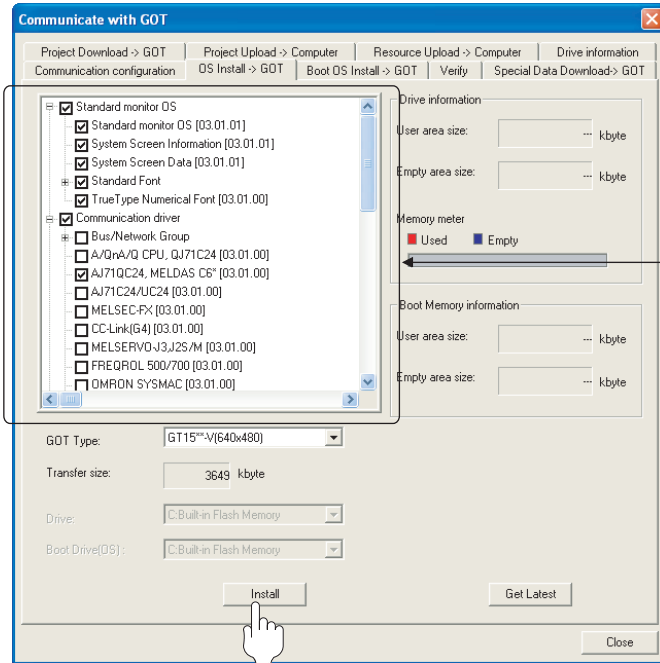 Communicate with GOT
Project Download -> GOT
Project Upload -> Computer
Resource Upload -> Computer
Drive information
Communication configuration
OS Install -> GOT
Boot OS Install -> GOT
Verify
Special Data Download-> GOT
Standard monitor OS
Standard monitor OS [03.01.01]
System Screen Information [03.01.01]
System Screen Data [03.01.01]
Standard Font
TrueType Numerical Font [03.01.00]
Communication driver
Bus/Network Group
A/QnA/Q CPU, QJ71C24 [03.01.00]
AJ71QC24, MELDAS C6* [03.01.00]
AJ71C24/UC24 [03.01.00]
MELSEC-FX [03.01.00]
CC-Link(G4) [03.01.00]
MELSERVO-J3,J2S/M [03.01.00]
FREQROL 500/700 [03.01.00]
OMRON SYSMAC [03.01.00]
Drive information
User area size: --- kbyte
Empty area size: --- kbyte
Memory meter
Used Empty
Boot Memory information
User area size: --- kbyte
Empty area size: --- kbyte
GOT Type: GT15**-V(640x480)
Transfer size: 3649 kbyte
Drive: C:Built-in Flash Memory
Boot Drive(OS) : C:Built-in Flash Memory
Install
Get Latest
Close